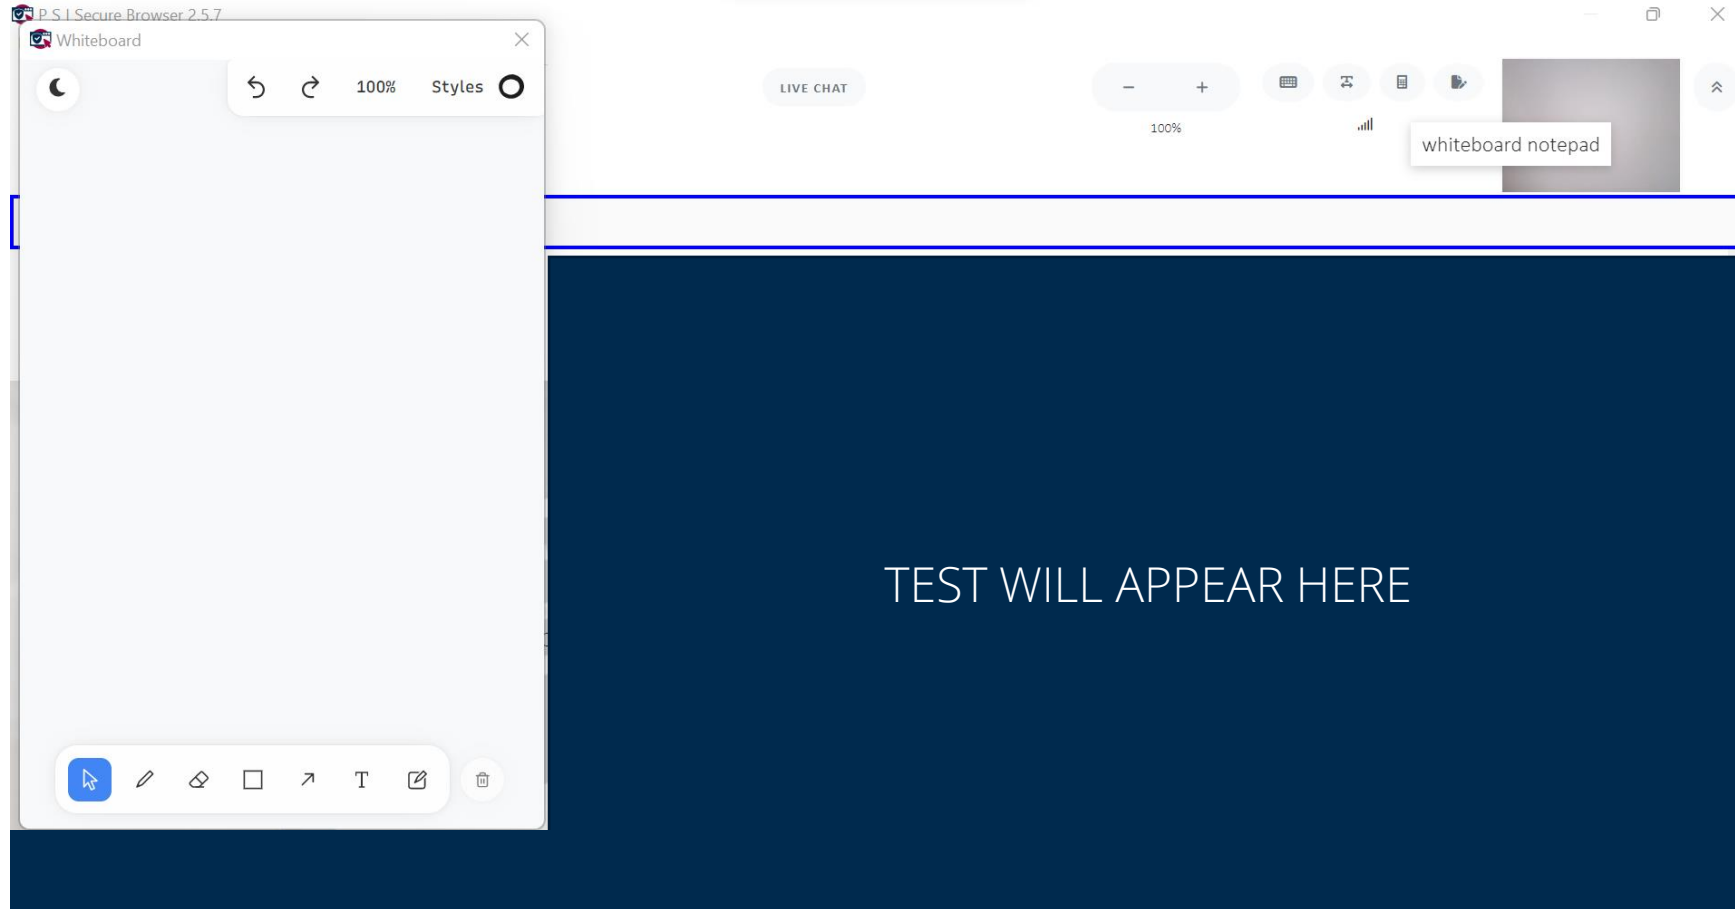 P S I Secure Browser 2.5.7
Whiteboard
100%
Styles
LIVE CHAT
100%
whiteboard notepad
TEST WILL APPEAR HERE
T